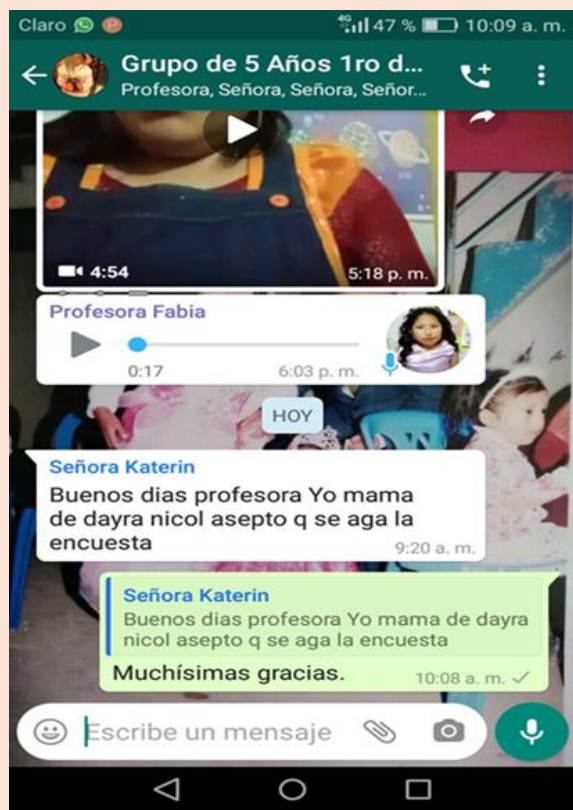 Claro 4G 47 % 10:09 a. m.
Grupo de 5 Años 1ro d...
Profesora, Señora, Señora, Señor...
4:54 5:18 p. m.
Profesora Fabia
0:17 6:03 p. m.
HOY
Señora Katerin
Buenos dias profesora Yo mama
de dayra nicol asepto q se aga la
encuesta
9:20 a. m.
Señora Katerin
Buenos dias profesora Yo mama de dayra
nicol asepto q se aga la encuesta
Muchísimas gracias. 10:08 a. m.
Escribe un mensaje